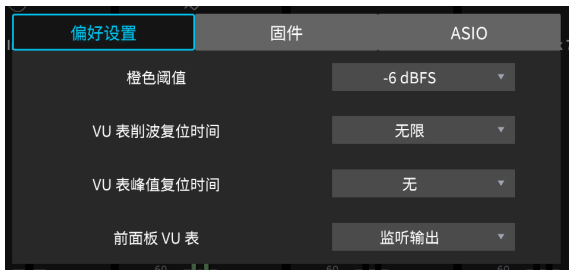 偏好设置 固件 ASIO
橙色阈值 -6 dBFS
VU 表削波复位时间 无限
VU 表峰值复位时间 无
前面板 VU 表 监听输出
60 60